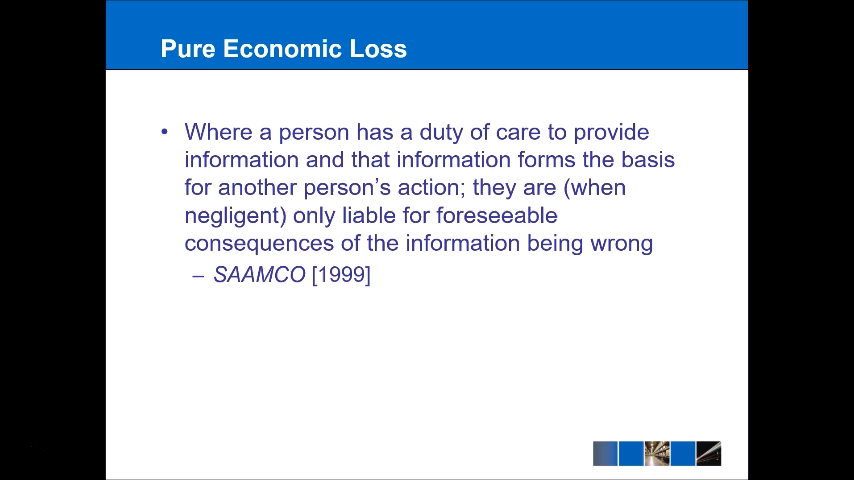 Pure Economic Loss
• Where a person has a duty of care to provide
information and that information forms the basis
for another person's action; they are (when
negligent) only liable for foreseeable
consequences of the information being wrong
– SAAMCO [1999]